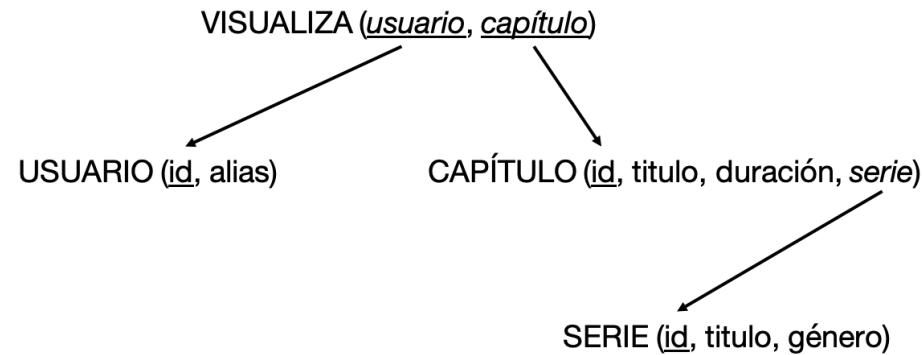 VISUALIZA (usuario, capítulo)
USUARIO (id, alias)
CAPÍTULO (id, titulo, duración, serie)
SERIE (id, titulo, género)